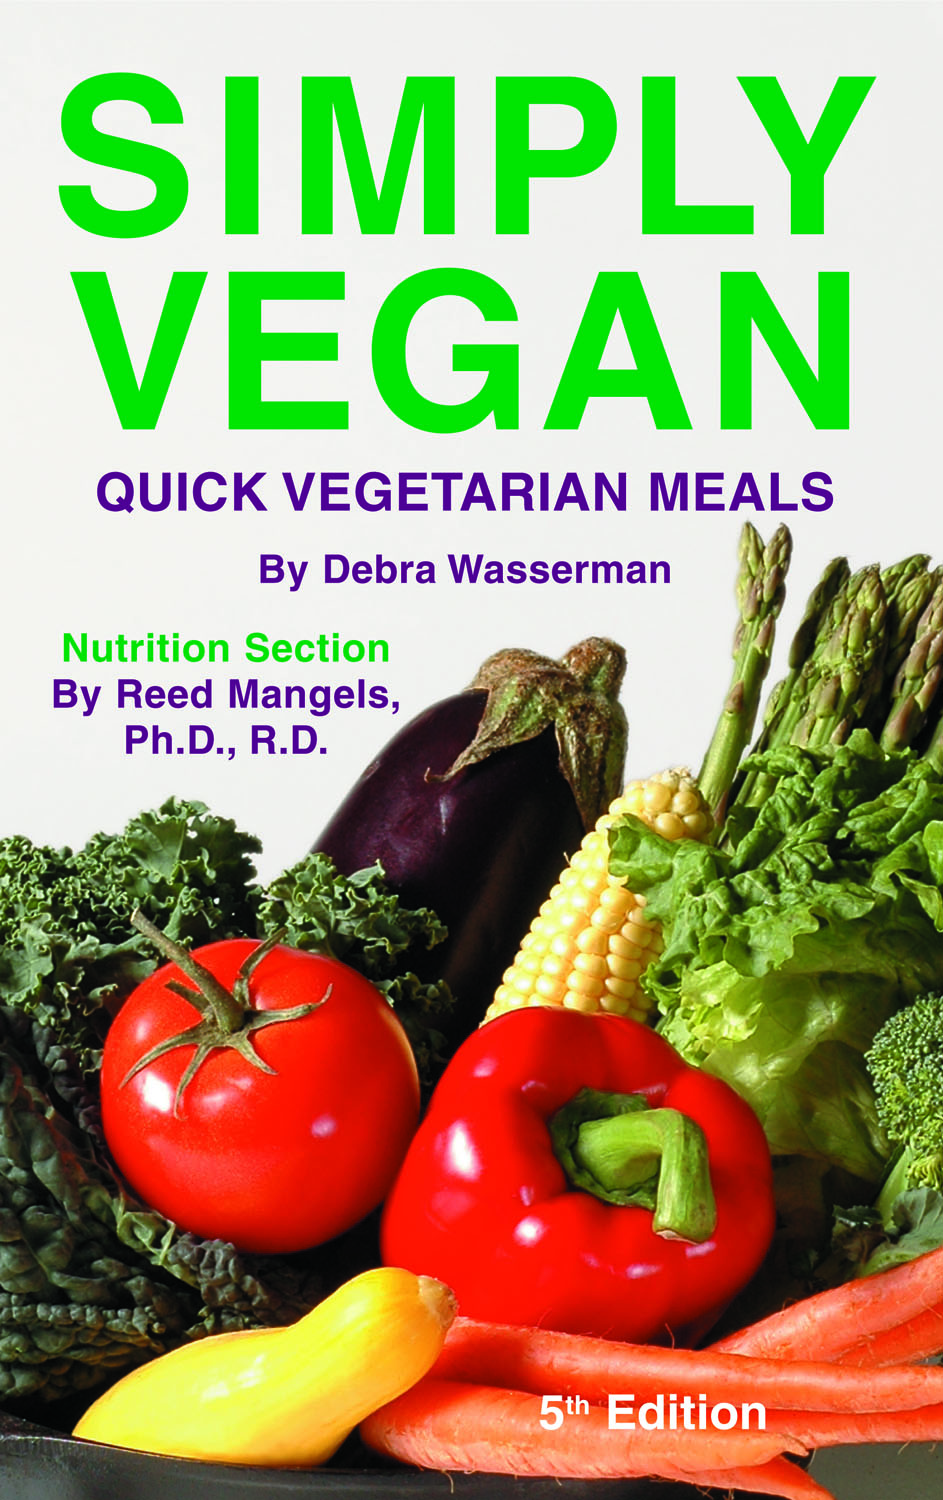 SIMPLY
VEGAN
QUICK VEGETARIAN MEALS
By Debra Wasserman
Nutrition Section
By Reed Mangels,
Ph.D., R.D.
5th Edition